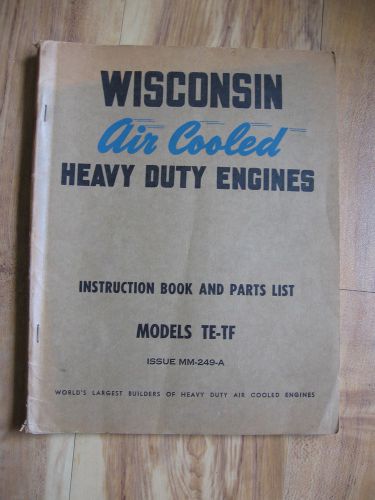 WISCONSIN
Air Cooled
HEAVY DUTY ENGINES
INSTRUCTION BOOK AND PARTS LIST
MODELS TE-TF
ISSUE MM-249-A
WORLD'S LARGEST BUILDERS OF HEAVY DUTY AIR COOLED ENGINES